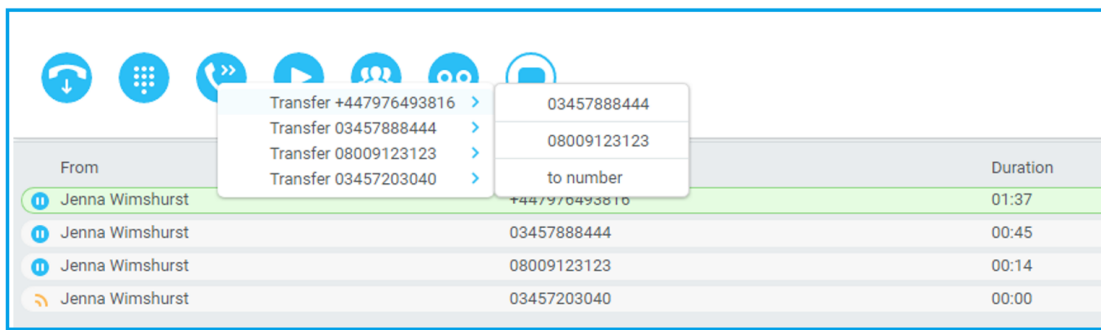 Transfer +447976493816
Transfer 03457888444
Transfer 08009123123
Transfer 03457203040
03457888444
08009123123
to number
From Duration
Jenna Wimshurst +447976493816 01:37
Jenna Wimshurst 03457888444 00:45
Jenna Wimshurst 08009123123 00:14
Jenna Wimshurst 03457203040 00:00